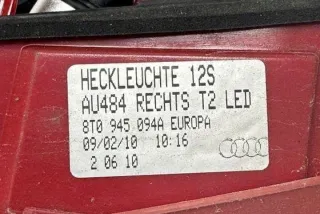 HECKLEUCHTE 12S
AU484 RECHTS T2 LED
8T0 945 094A EUROPA
09/02/10 10:16
2 06 10